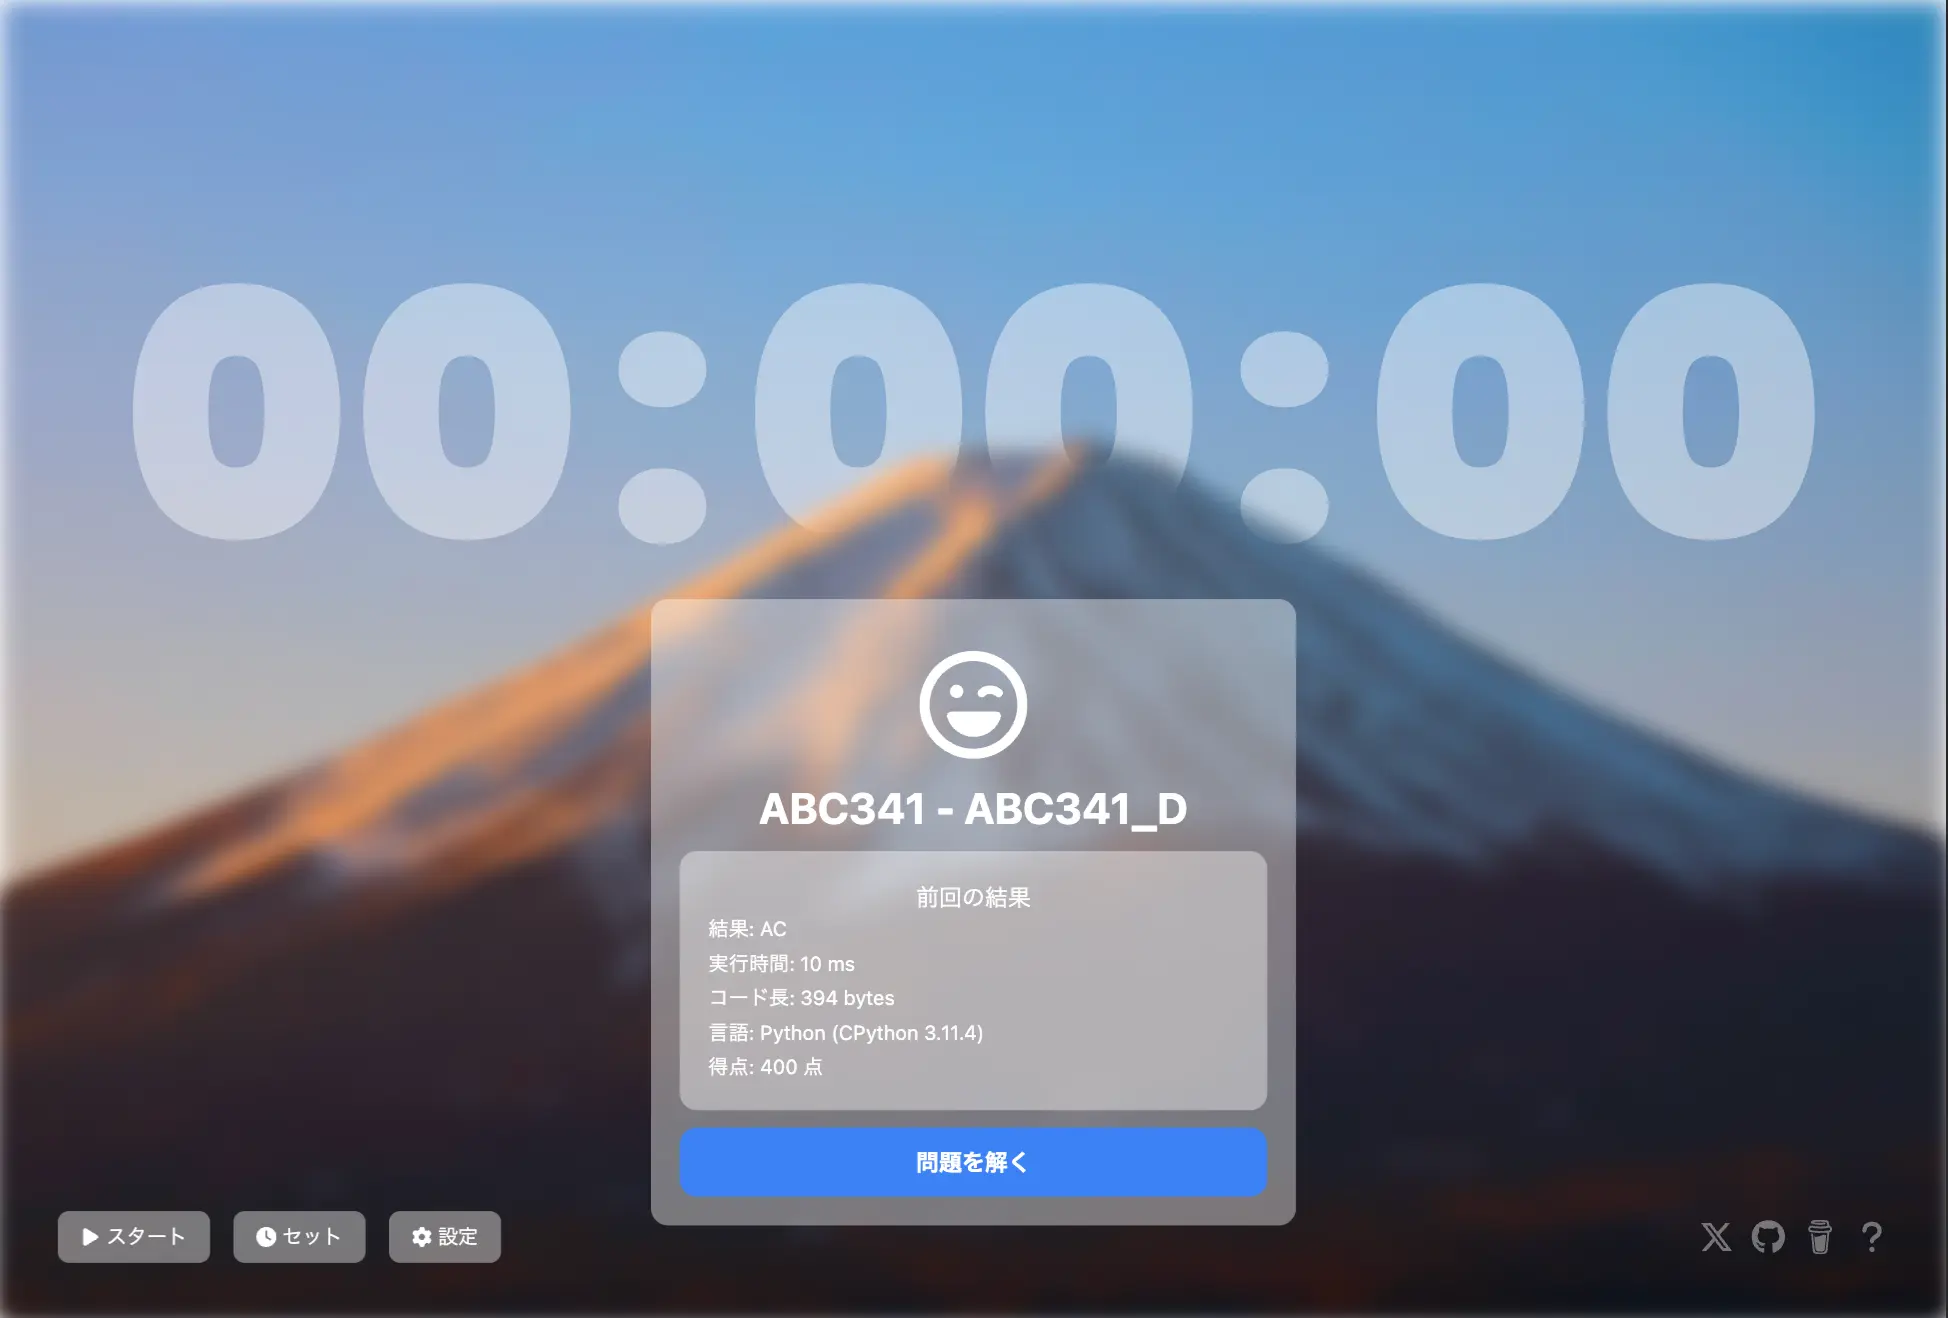 00:00:00
ABC341 - ABC341_D
前回の結果
結果: AC
実行時間: 10 ms
コード長: 394 bytes
言語: Python (CPython 3.11.4)
得点: 400 点
問題を解く
スタート
セット
設定